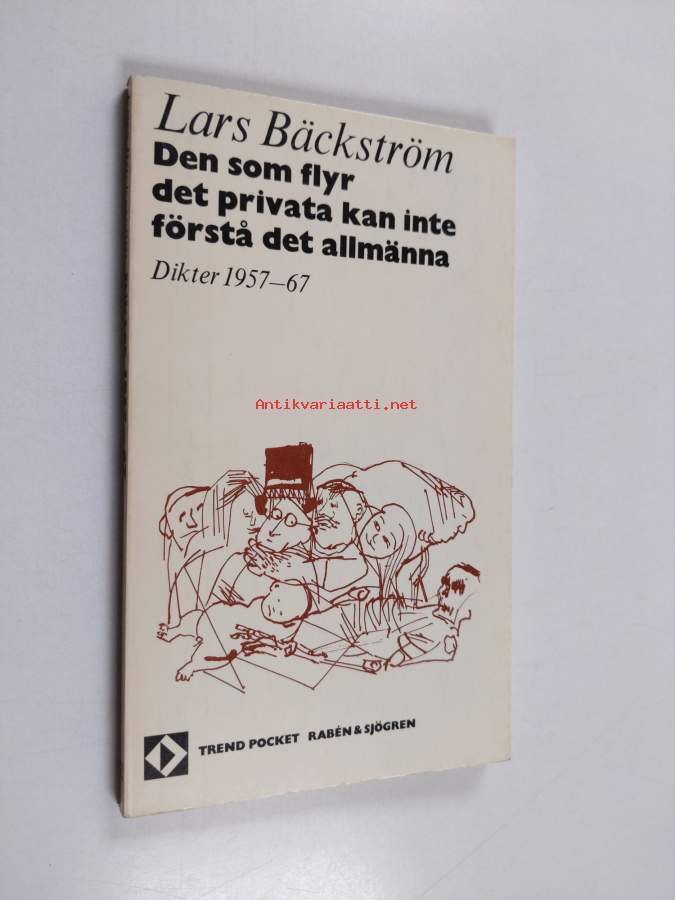 Lars Bäckström
Den som flyr
det privata kan inte
förstå det allmänna
Dikter 1957–67
Antikvariaatti.net
TREND POCKET RABÉN & SJÖGREN